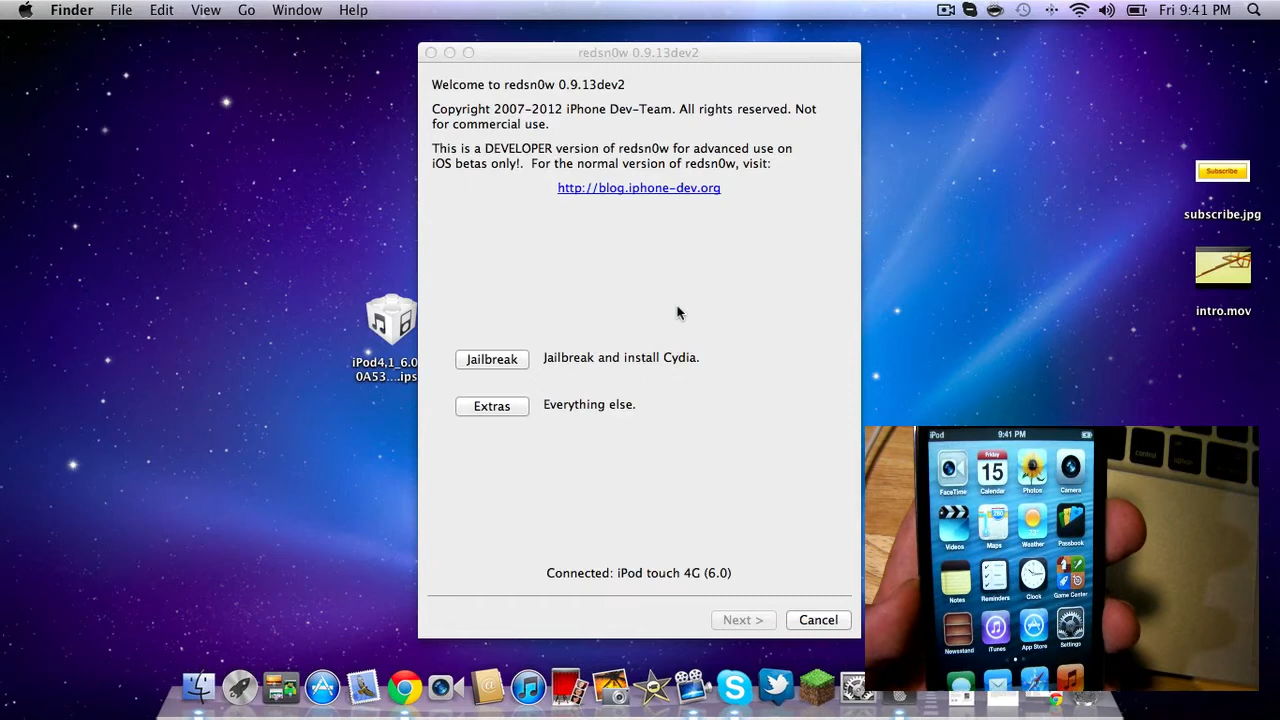 Finder File Edit View Go Window Help
Fri 9:41 PM
redsn0w 0.9.13dev2
Welcome to redsn0w 0.9.13dev2
Copyright 2007-2012 iPhone Dev-Team. All rights reserved. Not
for commercial use.
This is a DEVELOPER version of redsn0w for advanced use on
iOS betas only!. For the normal version of redsn0w, visit:
http://blog.iphone-dev.org
Subscribe
subscribe.jpg
intro.mov
iPod4,1_6.0
0A53....ips
Jailbreak Jailbreak and install Cydia.
Extras Everything else.
Connected: iPod touch 4G (6.0)
Next > Cancel
iPod 9:41 PM
Friday
15
FaceTime Calendar Photos Camera
280
Videos Maps Weather Passbook
Notes Reminders Clock Game Center
Newsstand iTunes App Store Settings
control
option